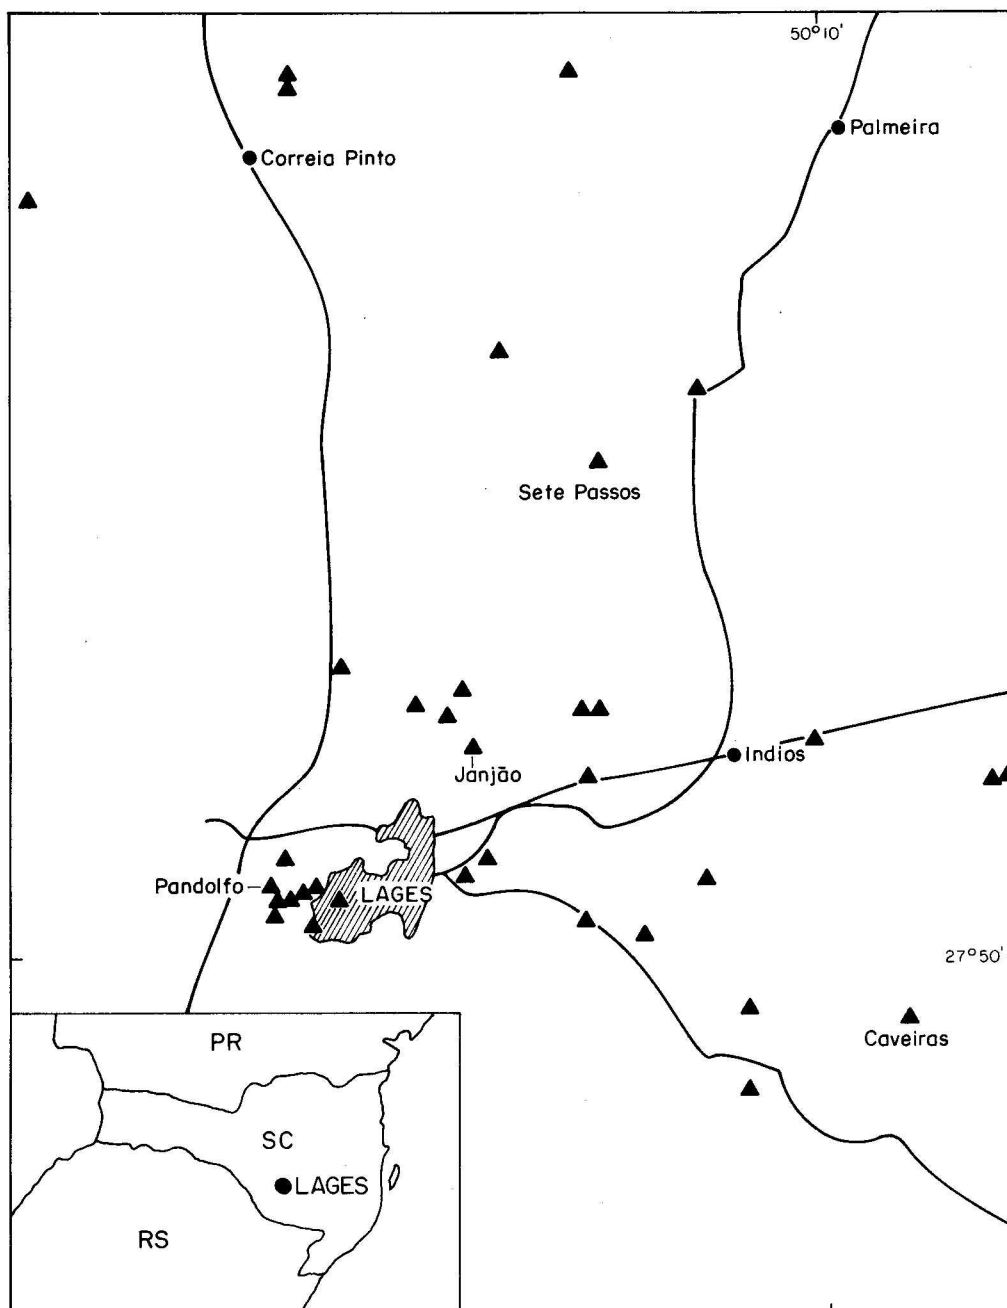 50°10'
Palmeira
Correia Pinto
Sete Passos
Indios
Janjão
Pandolfo
LAGES
27°50'
Caveiras
PR
SC
LAGES
RS